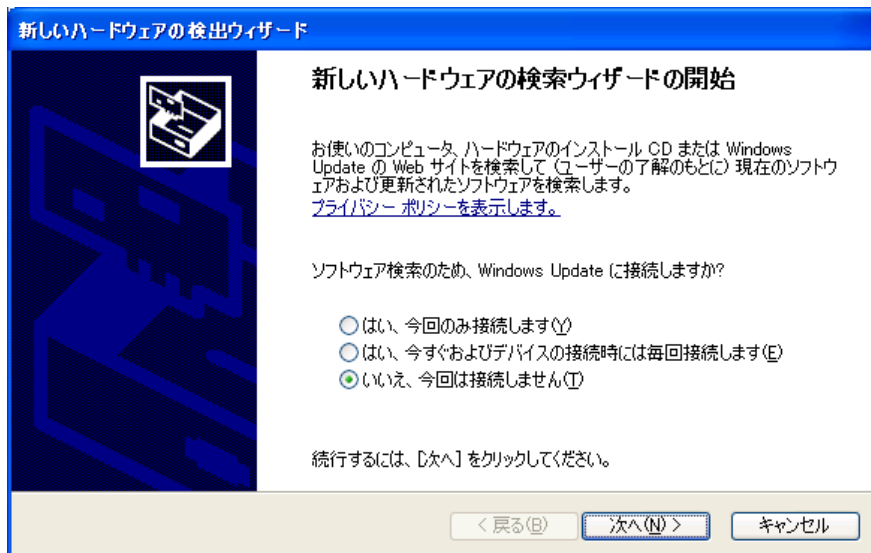 新しいハードウェアの検出ウィザード
新しいハードウェアの検索ウィザードの開始
お使いのコンピュータ、ハードウェアのインストール CD または Windows
Update の Web サイトを検索して (ユーザーの了解のもとに) 現在のソフトウ
ェアおよび更新されたソフトウェアを検索します。
プライバシー ポリシーを表示します。
ソフトウェア検索のため、Windows Update に接続しますか?
はい、今回のみ接続します(Y)
はい、今すぐおよびデバイスの接続時には毎回接続します(E)
いいえ、今回は接続しません(T)
続行するには、[次へ] をクリックしてください。
< 戻る(B)
次へ(N) >
キャンセル